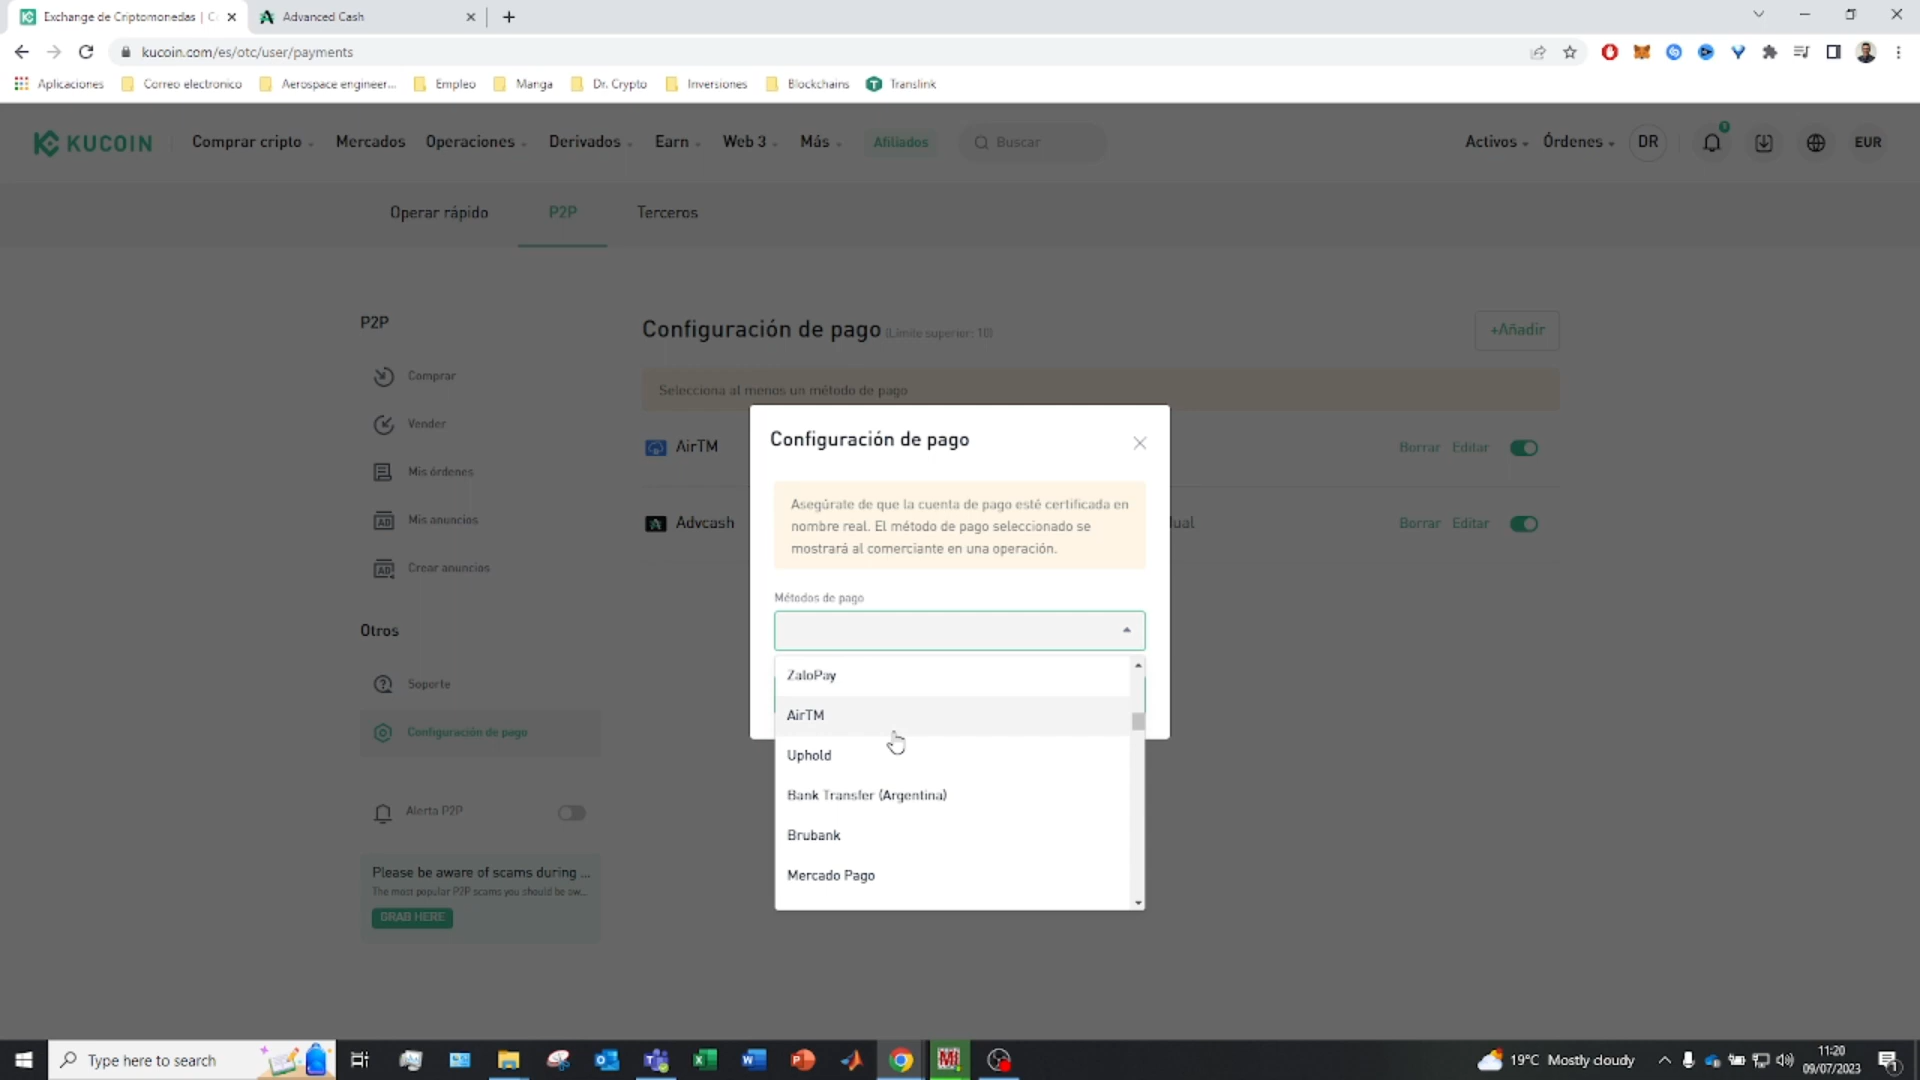 Exchange de Criptomonedas | C
Advanced Cash
kucoin.com/es/otc/user/payments
Aplicaciones
Correo electronico
Aerospace engineer...
Empleo
Manga
Dr. Crypto
Inversiones
Blockchains
Translink
KUCOIN
Comprar cripto
Mercados
Operaciones
Derivados
Earn
Web 3
Más
Afiliados
Buscar
Activos
Órdenes
DR
EUR
Operar rápido
P2P
Terceros
P2P
Comprar
Vender
Mis órdenes
Mis anuncios
Crear anuncios
Otros
Soporte
Configuración de pago
Alerta P2P
Please be aware of scams during ...
The most popular P2P scams you should be aw...
GRAB HERE
Configuración de pago (Límite superior: 10)
+Añadir
Selecciona al menos un método de pago
AirTM
Borrar Editar
Advcash
Borrar Editar
Configuración de pago
Asegúrate de que la cuenta de pago esté certificada en
nombre real. El método de pago seleccionado se
mostrará al comerciante en una operación.
Métodos de pago
ZaloPay
AirTM
Uphold
Bank Transfer (Argentina)
Brubank
Mercado Pago
Type here to search
19°C Mostly cloudy
11:20
09/07/2023